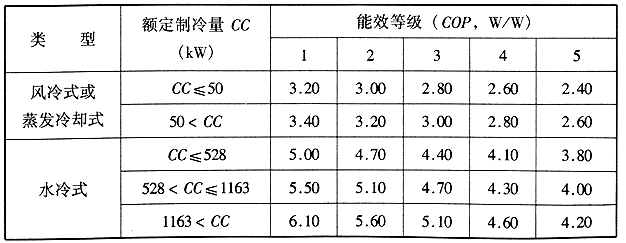 类 型 额定制冷量 CC (kW) 能效等级（COP，W/W）
1 2 3 4 5
风冷式或蒸发冷却式 CC≤50 3.20 3.00 2.80 2.60 2.40
50<CC 3.40 3.20 3.00 2.80 2.60
水冷式 CC≤528 5.00 4.70 4.40 4.10 3.80
528<CC≤1163 5.50 5.10 4.70 4.30 4.00
1163<CC 6.10 5.60 5.10 4.60 4.20